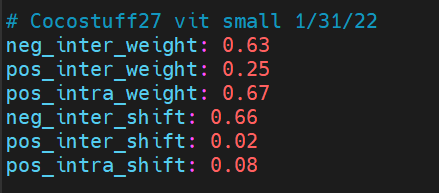 # Cocostuff27 vit small 1/31/22
neg_inter_weight: 0.63
pos_inter_weight: 0.25
pos_intra_weight: 0.67
neg_inter_shift: 0.66
pos_inter_shift: 0.02
pos_intra_shift: 0.08